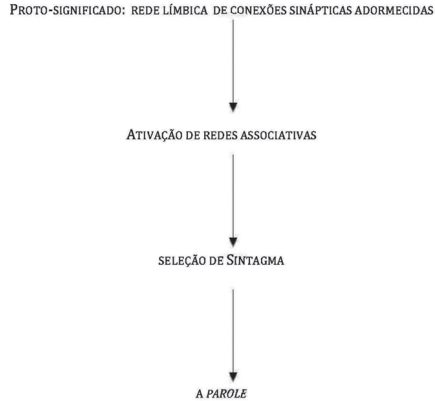 PROTO-SIGNIFICADO: REDE LÍMBICA DE CONEXÕES SINÁPTICAS ADORMECIDAS
ATIVAÇÃO DE REDES ASSOCIATIVAS
SELEÇÃO DE SINTAGMA
A PAROLE